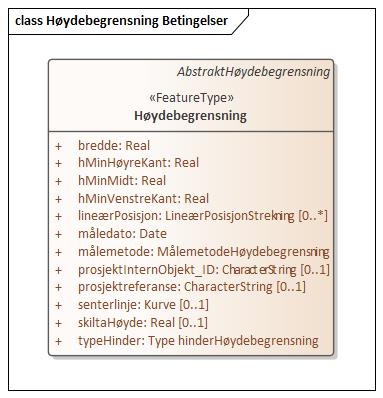 class Høydebegrensning Betingelser
AbstraktHøydebegrensning
«FeatureType»
Høydebegrensning
+ bredde: Real
+ hMinHøyreKant: Real
+ hMinMidt: Real
+ hMinVenstreKant: Real
+ lineærPosisjon: LineærPosisjonStrekning [0..*]
+ måledato: Date
+ målemetode: MålemetodeHøydebegrensning
+ prosjektInternObjekt_ID: CharacterString [0..1]
+ prosjektreferanse: CharacterString [0..1]
+ senterlinje: Kurve [0..1]
+ skiltaHøyde: Real [0..1]
+ typeHinder: Type hinderHøydebegrensning